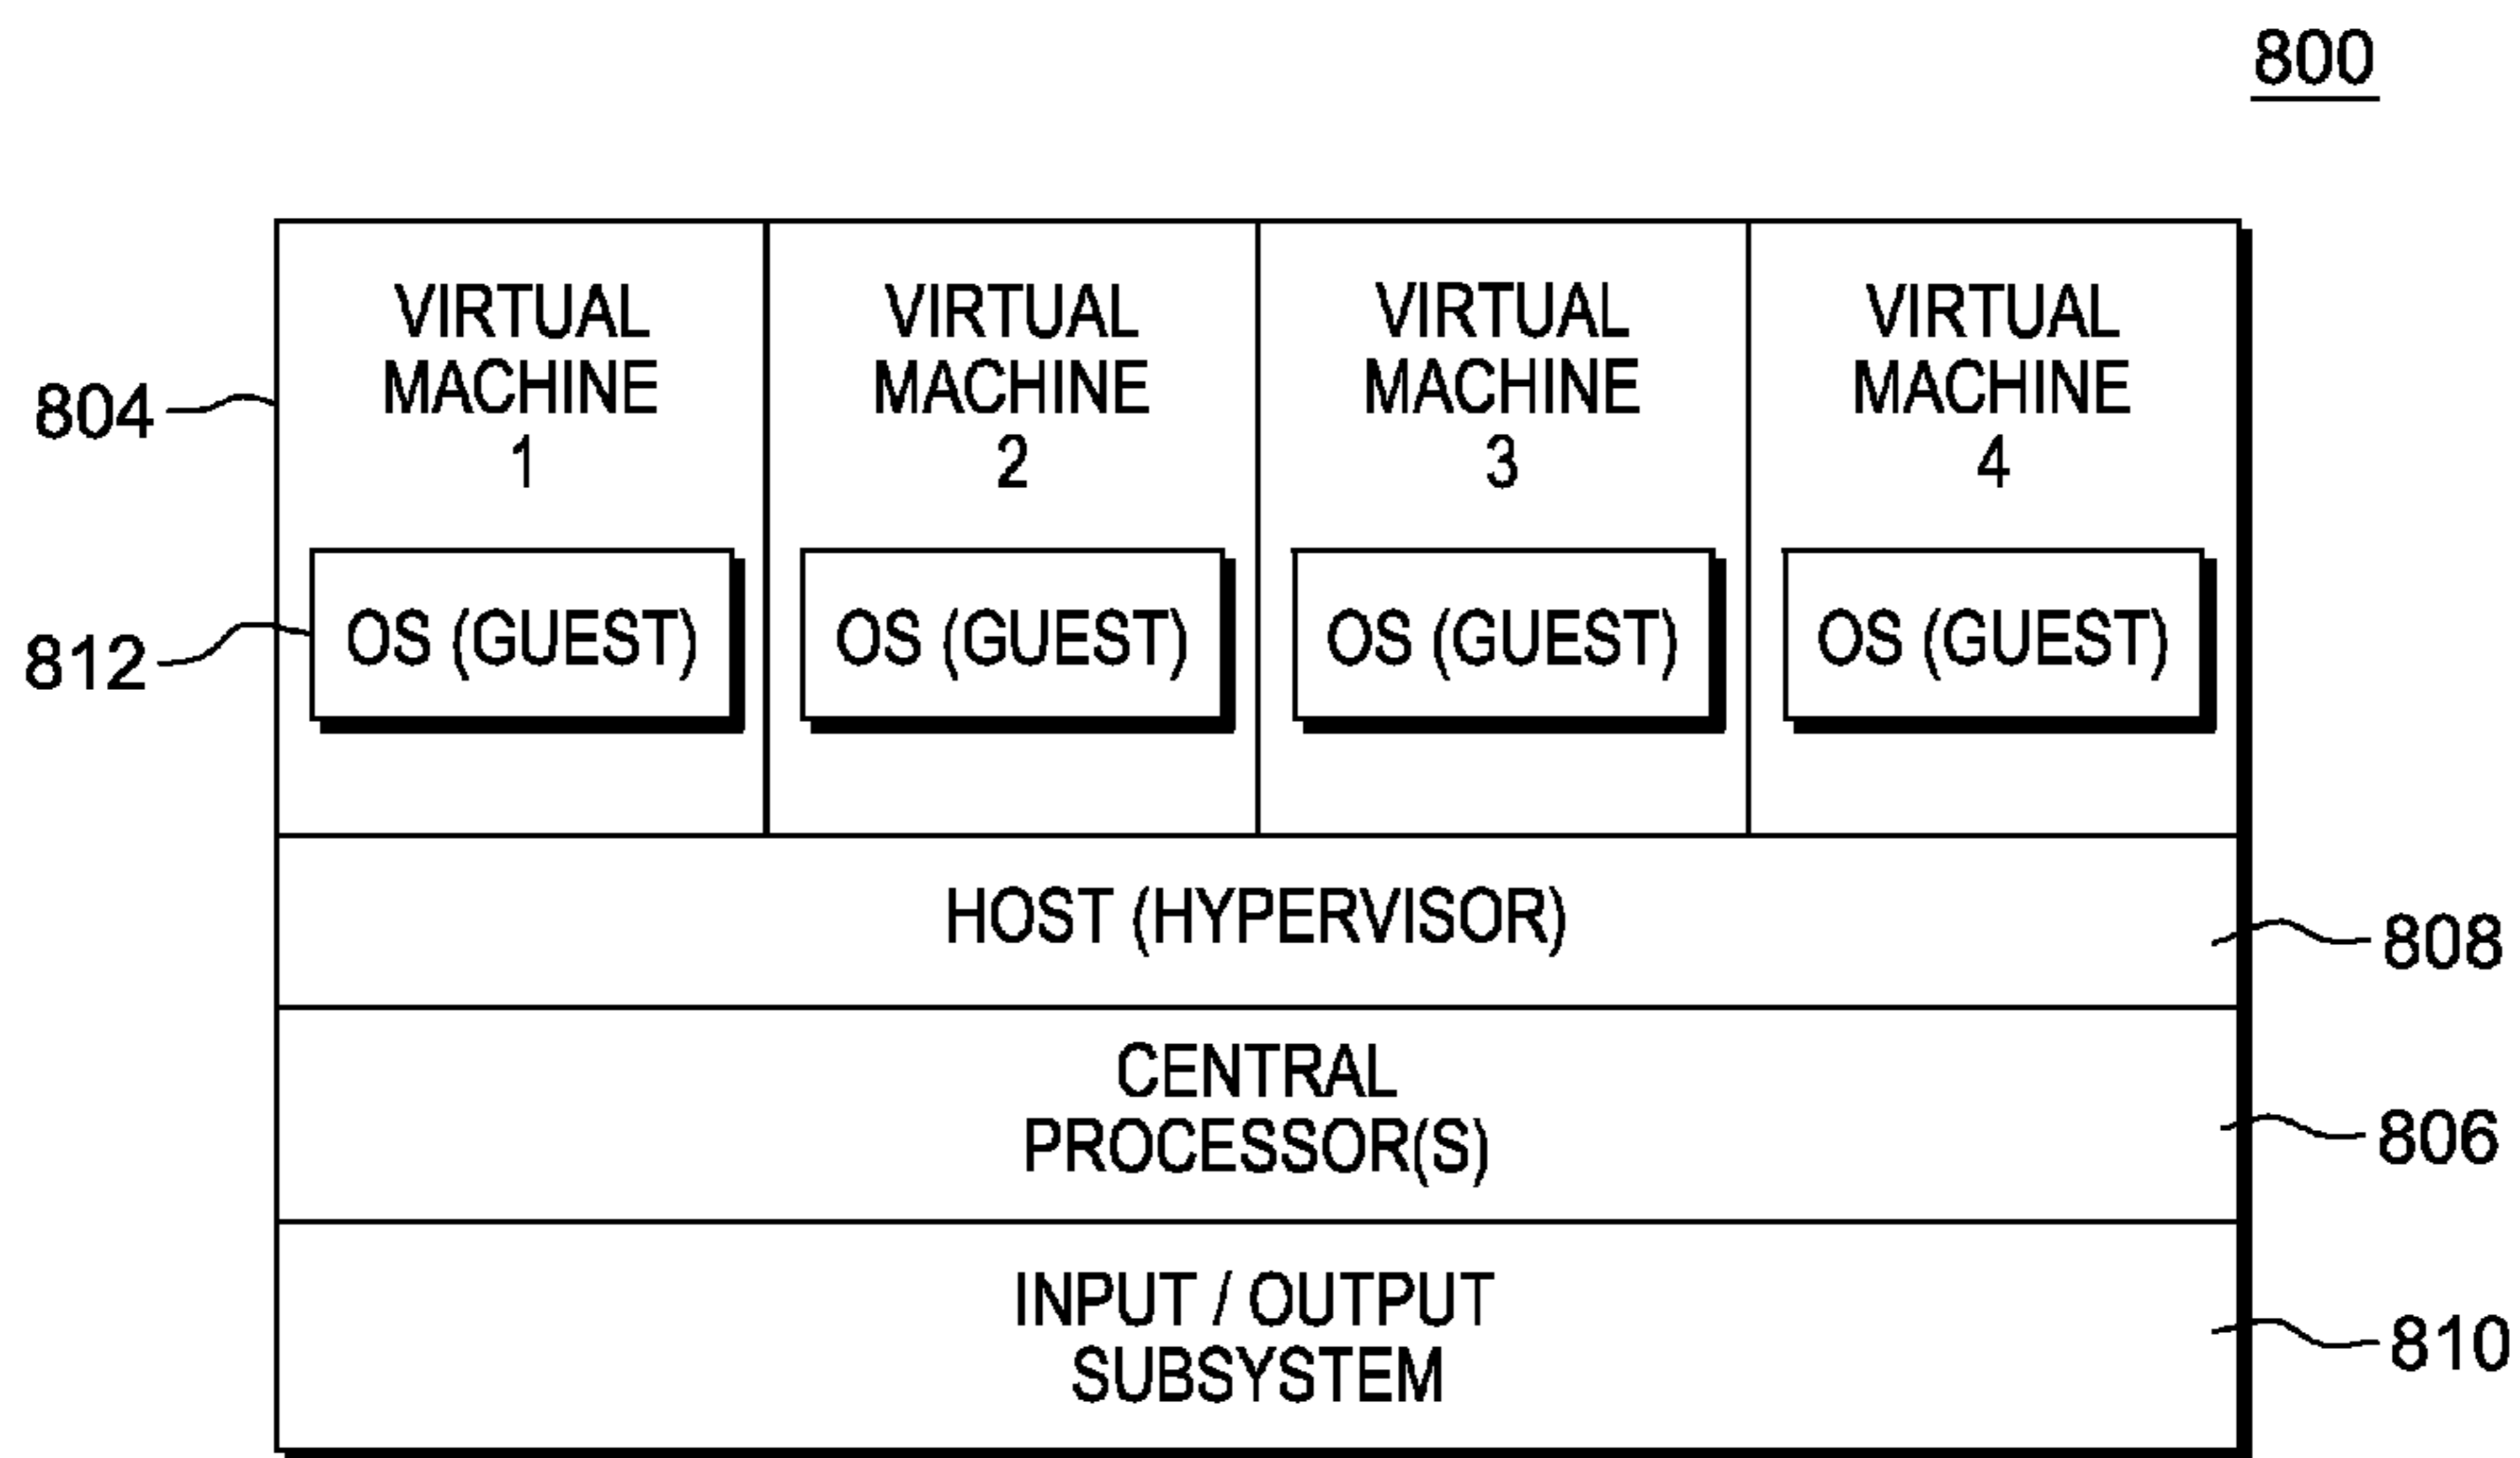 800
VIRTUAL
MACHINE
1
VIRTUAL
MACHINE
2
VIRTUAL
MACHINE
3
VIRTUAL
MACHINE
4
804
OS (GUEST)
OS (GUEST)
OS (GUEST)
OS (GUEST)
812
HOST (HYPERVISOR)
808
CENTRAL
PROCESSOR(S)
806
INPUT / OUTPUT
SUBSYSTEM
810